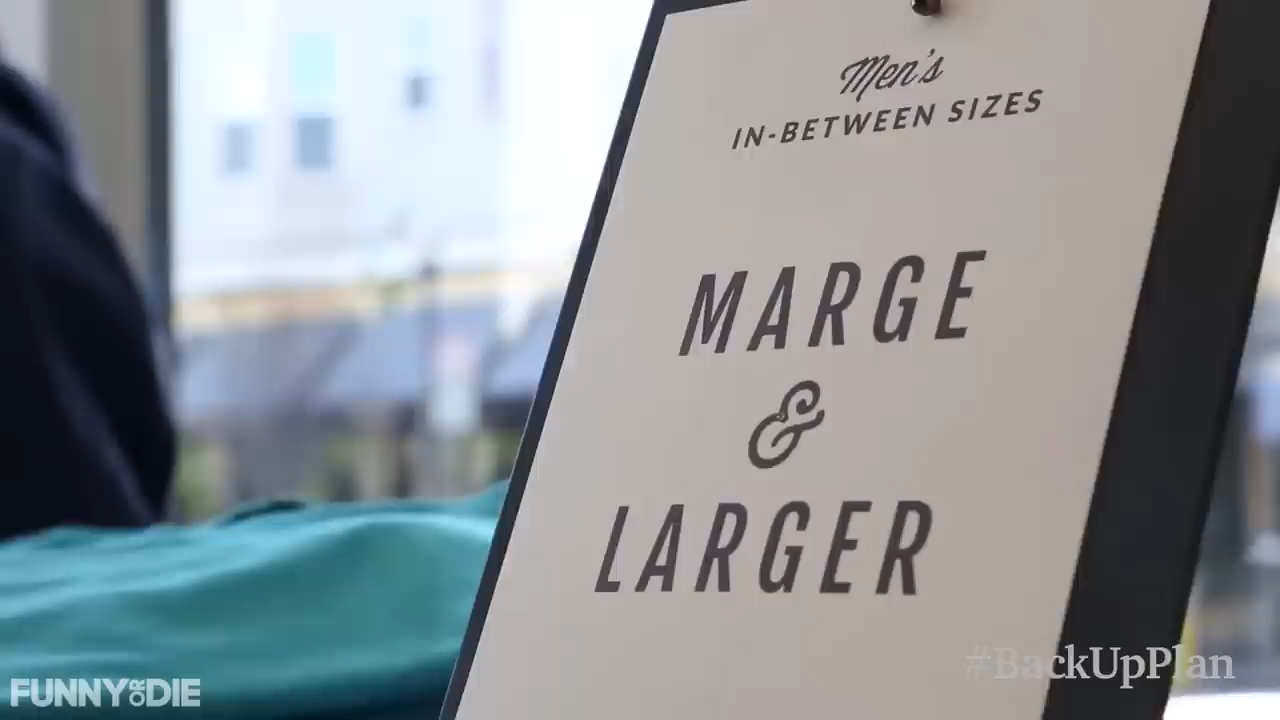 Men's
IN-BETWEEN SIZES
MARGE
&
LARGER
#BackUpPlan
FUNNY OR DIE